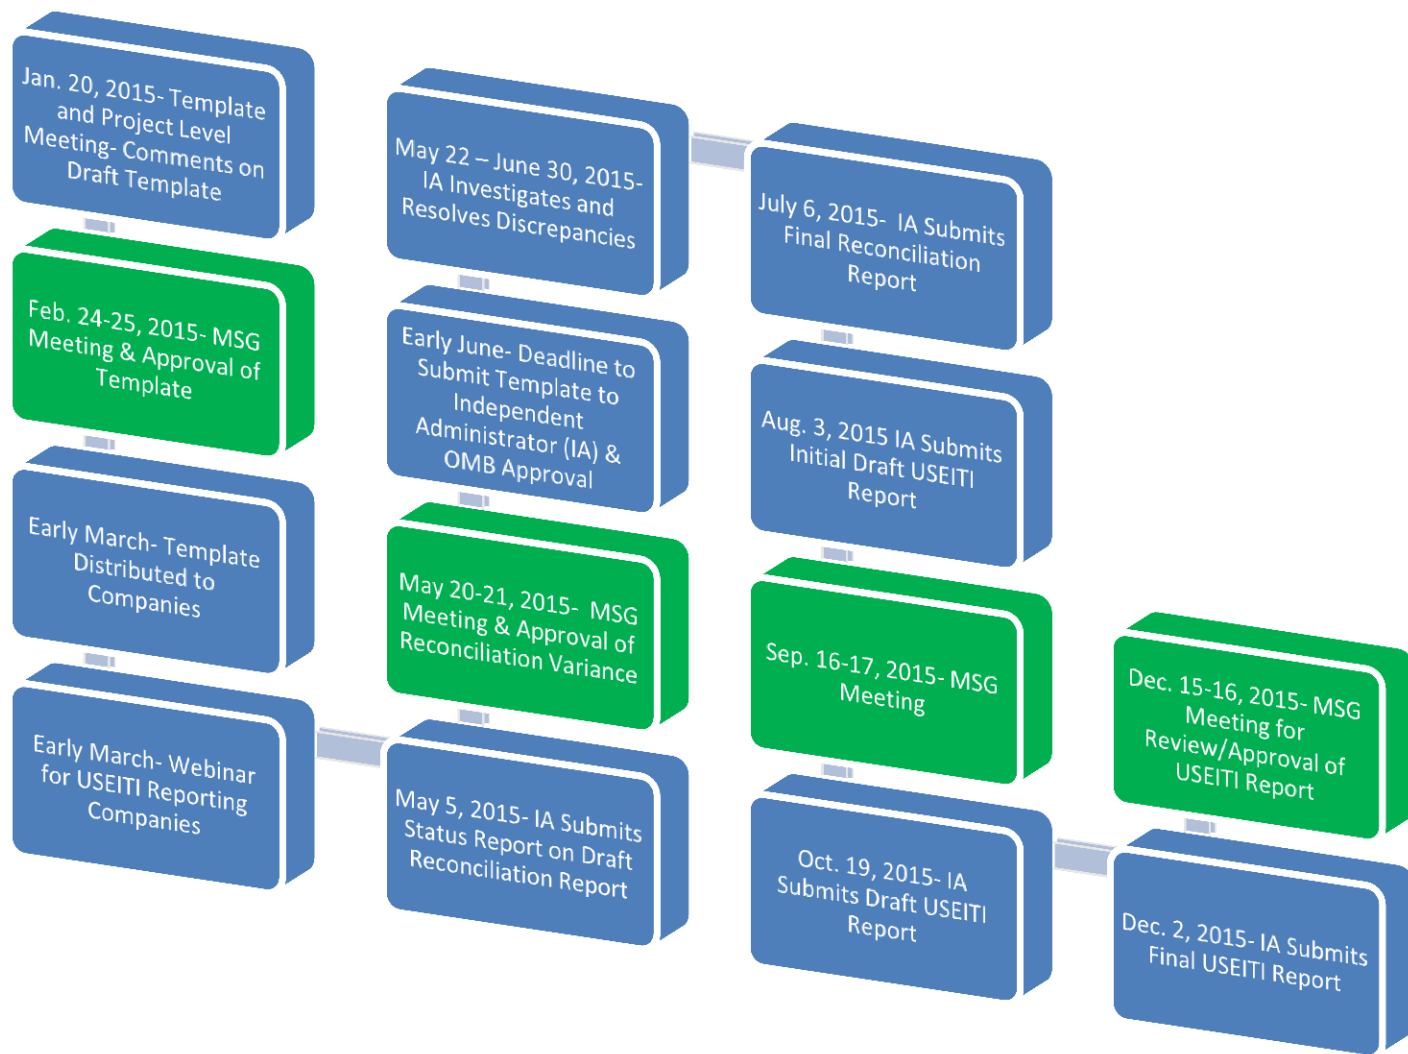 Jan. 20, 2015- Template
and Project Level
Meeting- Comments on
Draft Template
Feb. 24-25, 2015- MSG
Meeting & Approval of
Template
Early March- Template
Distributed to
Companies
Early March- Webinar
for USEITI Reporting
Companies
May 5, 2015- IA Submits
Status Report on Draft
Reconciliation Report
May 20-21, 2015- MSG
Meeting & Approval of
Reconciliation Variance
Early June- Deadline to
Submit Template to
Independent
Administrator (IA) &
OMB Approval
May 22 – June 30, 2015-
IA Investigates and
Resolves Discrepancies
July 6, 2015- IA Submits
Final Reconciliation
Report
Aug. 3, 2015 IA Submits
Initial Draft USEITI
Report
Sep. 16-17, 2015- MSG
Meeting
Oct. 19, 2015- IA
Submits Draft USEITI
Report
Dec. 2, 2015- IA Submits
Final USEITI Report
Dec. 15-16, 2015- MSG
Meeting for
Review/Approval of
USEITI Report